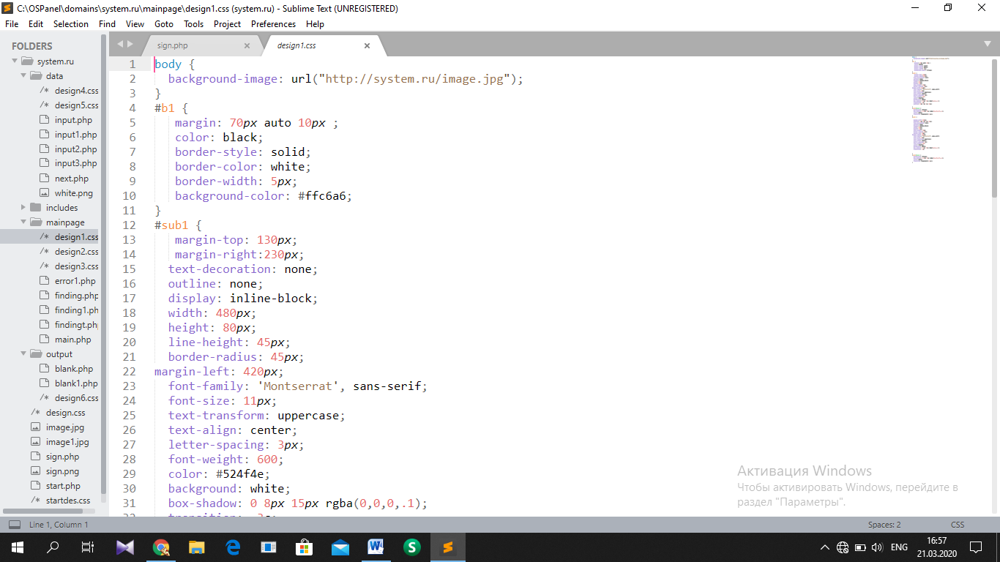 C:\OSPanel\domains\system.ru\mainpage\design1.css (system.ru) - Sublime Text (UNREGISTERED)
File Edit Selection Find View Goto Tools Project Preferences Help
FOLDERS
system.ru
data
/* design4.css
/* design5.css
input.php
input1.php
input2.php
input3.php
next.php
white.png
includes
mainpage
/* design1.css
/* design2.css
/* design3.css
error1.php
finding.php
finding1.ph
findingt.ph
main.php
output
blank.php
blank1.php
/* design6.css
/* design.css
image.jpg
image1.jpg
sign.php
sign.png
start.php
/* startdes.css
sign.php × design1.css ×
1 body {
2 background-image: url("http://system.ru/image.jpg");
3 }
4 #b1 {
5 margin: 70px auto 10px ;
6 color: black;
7 border-style: solid;
8 border-color: white;
9 border-width: 5px;
10 background-color: #ffc6a6;
11 }
12 #sub1 {
13 margin-top: 130px;
14 margin-right:230px;
15 text-decoration: none;
16 outline: none;
17 display: inline-block;
18 width: 480px;
19 height: 80px;
20 line-height: 45px;
21 border-radius: 45px;
22 margin-left: 420px;
23 font-family: 'Montserrat', sans-serif;
24 font-size: 11px;
25 text-transform: uppercase;
26 text-align: center;
27 letter-spacing: 3px;
28 font-weight: 600;
29 color: #524f4e;
30 background: white;
31 box-shadow: 0 8px 15px rgba(0,0,0,.1);
Активация Windows
Чтобы активировать Windows, перейдите в
раздел "Параметры".
Line 1, Column 1 Spaces: 2 CSS
ENG 16:57
21.03.2020